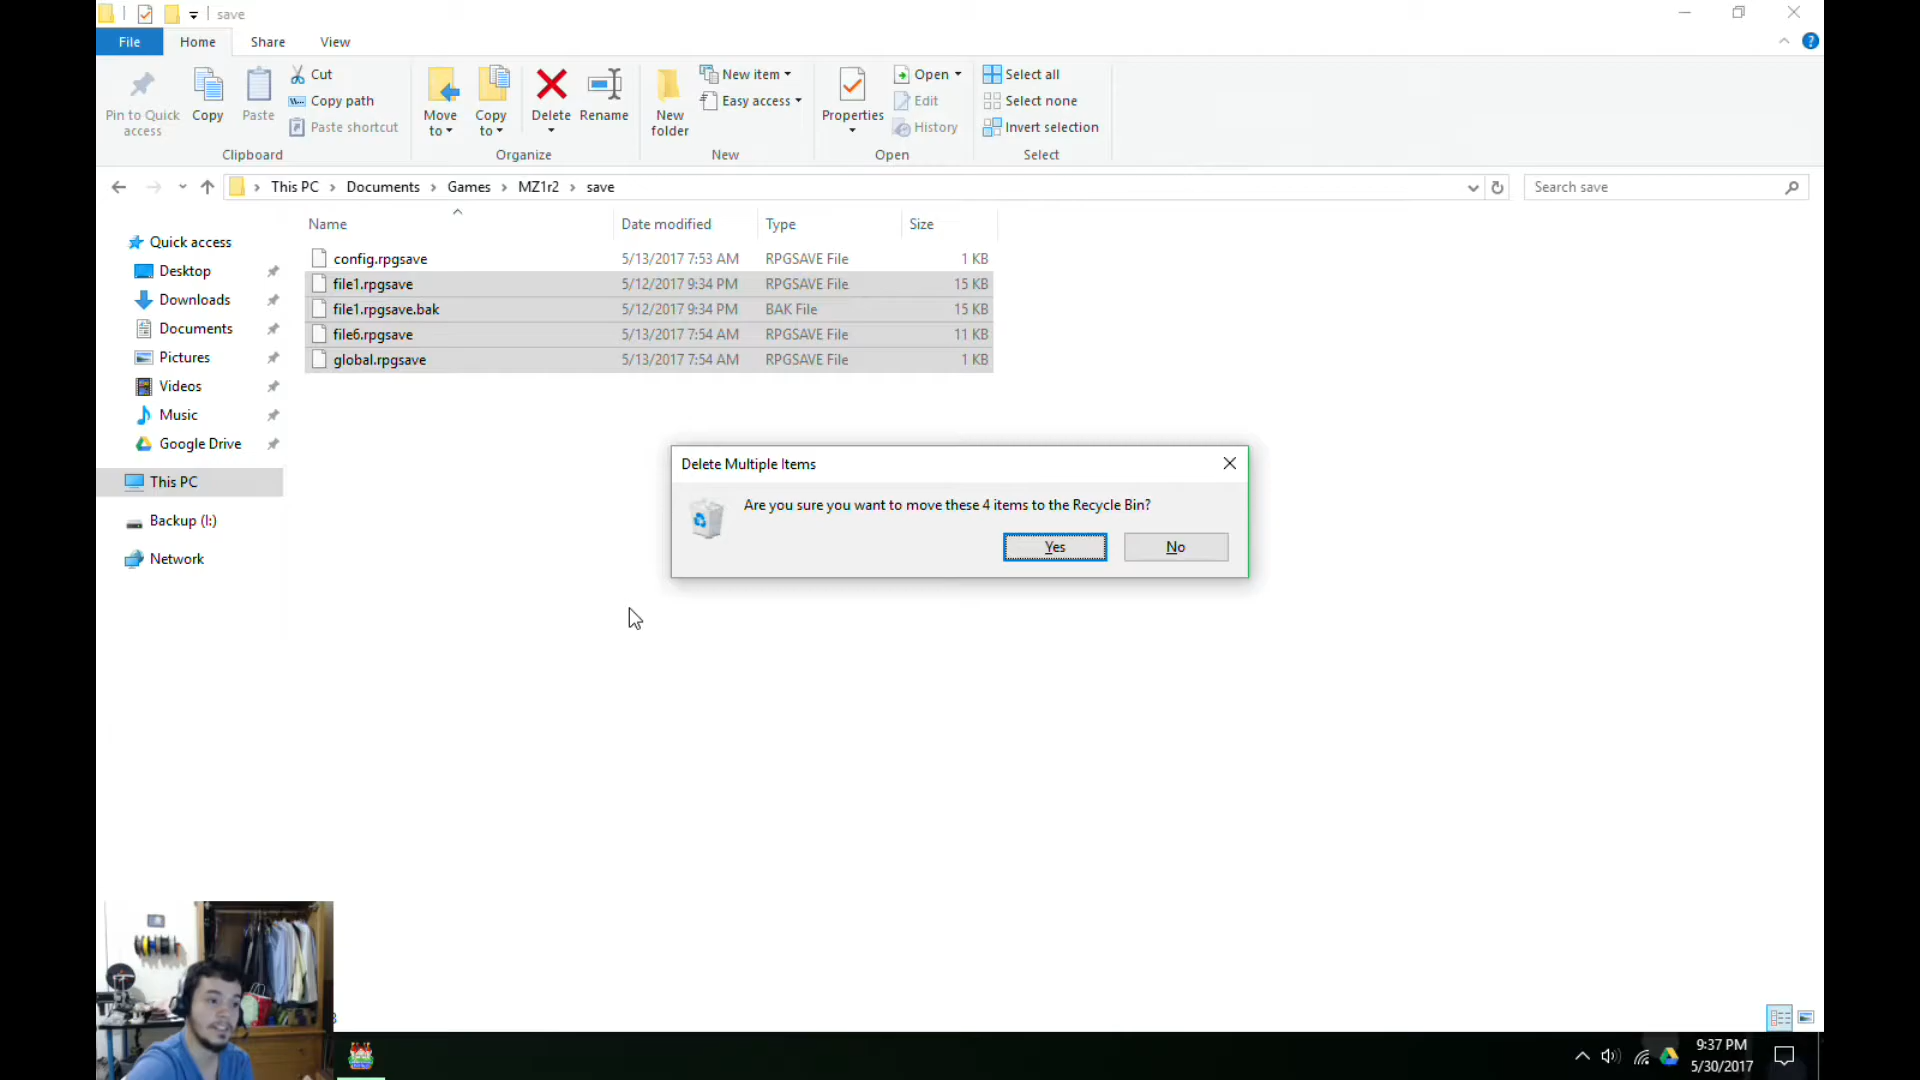 save
File
Home
Share
View
Pin to Quick
access
Copy
Paste
Cut
Copy path
Paste shortcut
Clipboard
Move
to
Copy
to
Delete
Rename
Organize
New
folder
New item
Easy access
New
Properties
Open
Edit
History
Open
Select all
Select none
Invert selection
Select
This PC > Documents > Games > MZ1r2 > save
Search save
Name Date modified Type Size
config.rpgsave 5/13/2017 7:53 AM RPGSAVE File 1 KB
file1.rpgsave 5/12/2017 9:34 PM RPGSAVE File 15 KB
file1.rpgsave.bak 5/12/2017 9:34 PM BAK File 15 KB
file6.rpgsave 5/13/2017 7:54 AM RPGSAVE File 11 KB
global.rpgsave 5/13/2017 7:54 AM RPGSAVE File 1 KB
Quick access
Desktop
Downloads
Documents
Pictures
Videos
Music
Google Drive
This PC
Backup (I:)
Network
Delete Multiple Items
Are you sure you want to move these 4 items to the Recycle Bin?
Yes No
9:37 PM
5/30/2017